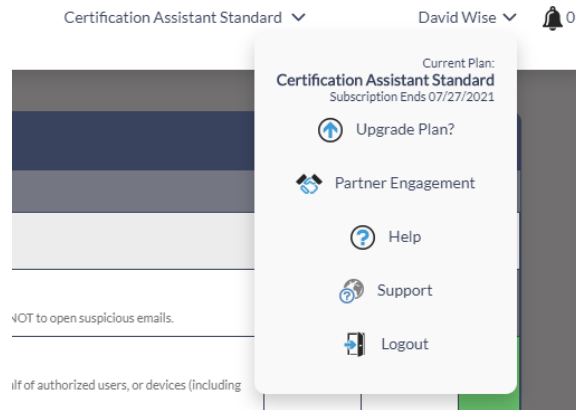 Certification Assistant Standard
David Wise
0
Current Plan:
Certification Assistant Standard
Subscription Ends 07/27/2021
Upgrade Plan?
Partner Engagement
Help
Support
Logout
NOT to open suspicious emails.
alf of authorized users, or devices (including